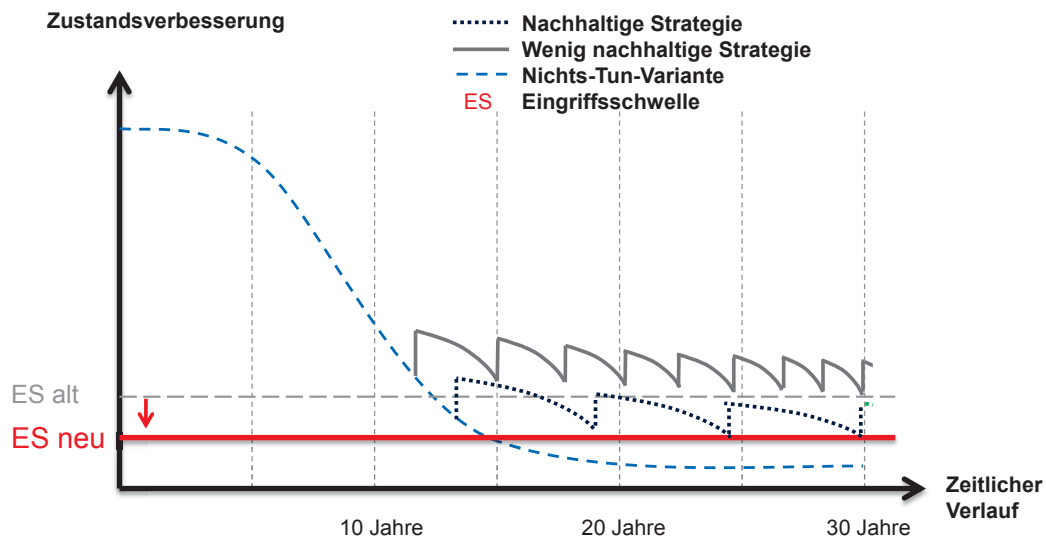 Zustandsverbesserung
Nachhaltige Strategie
Wenig nachhaltige Strategie
Nichts-Tun-Variante
ES Eingriffsschwelle
ES alt
ES neu
Zeitlicher
Verlauf
10 Jahre 20 Jahre 30 Jahre